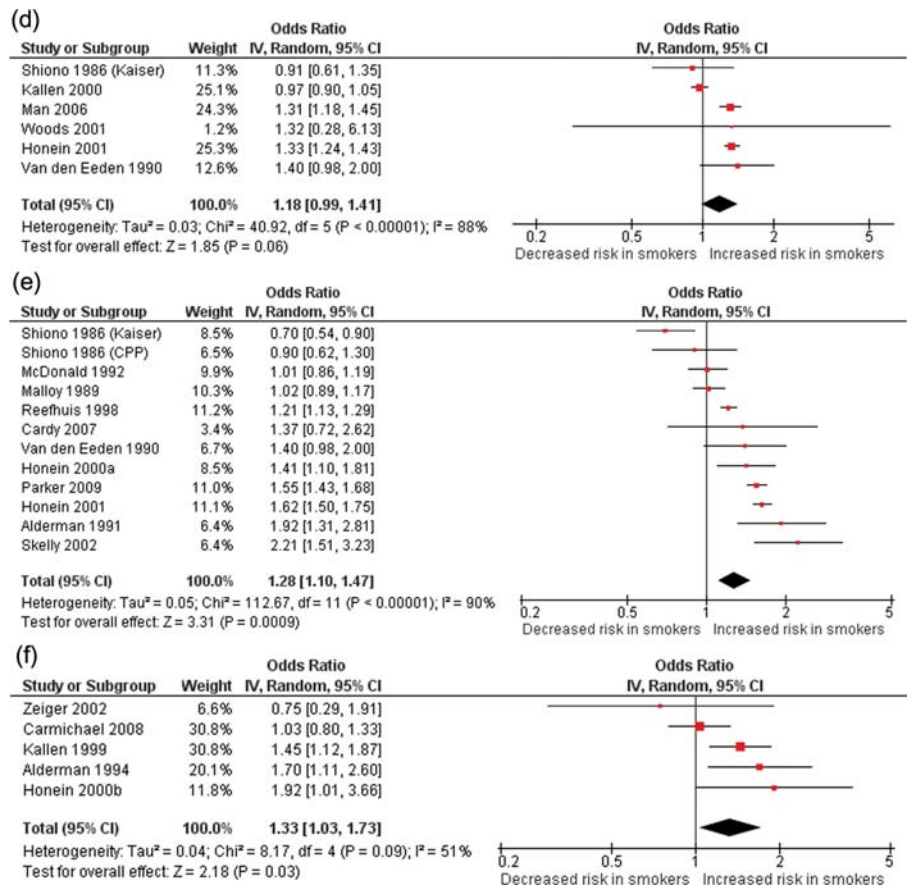 (d)
Odds Ratio Odds Ratio
Study or Subgroup Weight IV, Random, 95% CI IV, Random, 95% CI
Shiono 1986 (Kaiser) 11.3% 0.91 [0.61, 1.35]
Kallen 2000 25.1% 0.97 [0.90, 1.05]
Man 2006 24.3% 1.31 [1.18, 1.45]
Woods 2001 1.2% 1.32 [0.28, 6.13]
Honein 2001 25.3% 1.33 [1.24, 1.43]
Van den Eeden 1990 12.6% 1.40 [0.98, 2.00]
Total (95% CI) 100.0% 1.18 [0.99, 1.41]
Heterogeneity: Tau² = 0.03; Chi² = 40.92, df = 5 (P < 0.00001); I² = 88%
Test for overall effect: Z = 1.85 (P = 0.06)
0.2 0.5 1 2 5
Decreased risk in smokers Increased risk in smokers
(e)
Odds Ratio Odds Ratio
Study or Subgroup Weight IV, Random, 95% CI IV, Random, 95% CI
Shiono 1986 (Kaiser) 8.5% 0.70 [0.54, 0.90]
Shiono 1986 (CPP) 6.5% 0.90 [0.62, 1.30]
McDonald 1992 9.9% 1.01 [0.86, 1.19]
Malloy 1989 10.3% 1.02 [0.89, 1.17]
Reefhuis 1998 11.2% 1.21 [1.13, 1.29]
Cardy 2007 3.4% 1.37 [0.72, 2.62]
Van den Eeden 1990 6.7% 1.40 [0.98, 2.00]
Honein 2000a 8.5% 1.41 [1.10, 1.81]
Parker 2009 11.0% 1.55 [1.43, 1.68]
Honein 2001 11.1% 1.62 [1.50, 1.75]
Alderman 1991 6.4% 1.92 [1.31, 2.81]
Skelly 2002 6.4% 2.21 [1.51, 3.23]
Total (95% CI) 100.0% 1.28 [1.10, 1.47]
Heterogeneity: Tau² = 0.05; Chi² = 112.67, df = 11 (P < 0.00001); I² = 90%
Test for overall effect: Z = 3.31 (P = 0.0009)
0.2 0.5 1 2 5
Decreased risk in smokers Increased risk in smokers
(f)
Odds Ratio Odds Ratio
Study or Subgroup Weight IV, Random, 95% CI IV, Random, 95% CI
Zeiger 2002 6.6% 0.75 [0.29, 1.91]
Carmichael 2008 30.8% 1.03 [0.80, 1.33]
Kallen 1999 30.8% 1.45 [1.12, 1.87]
Alderman 1994 20.1% 1.70 [1.11, 2.60]
Honein 2000b 11.8% 1.92 [1.01, 3.66]
Total (95% CI) 100.0% 1.33 [1.03, 1.73]
Heterogeneity: Tau² = 0.04; Chi² = 8.17, df = 4 (P = 0.09); I² = 51%
Test for overall effect: Z = 2.18 (P = 0.03)
0.2 0.5 1 2 5
Decreased risk in smokers Increased risk in smokers